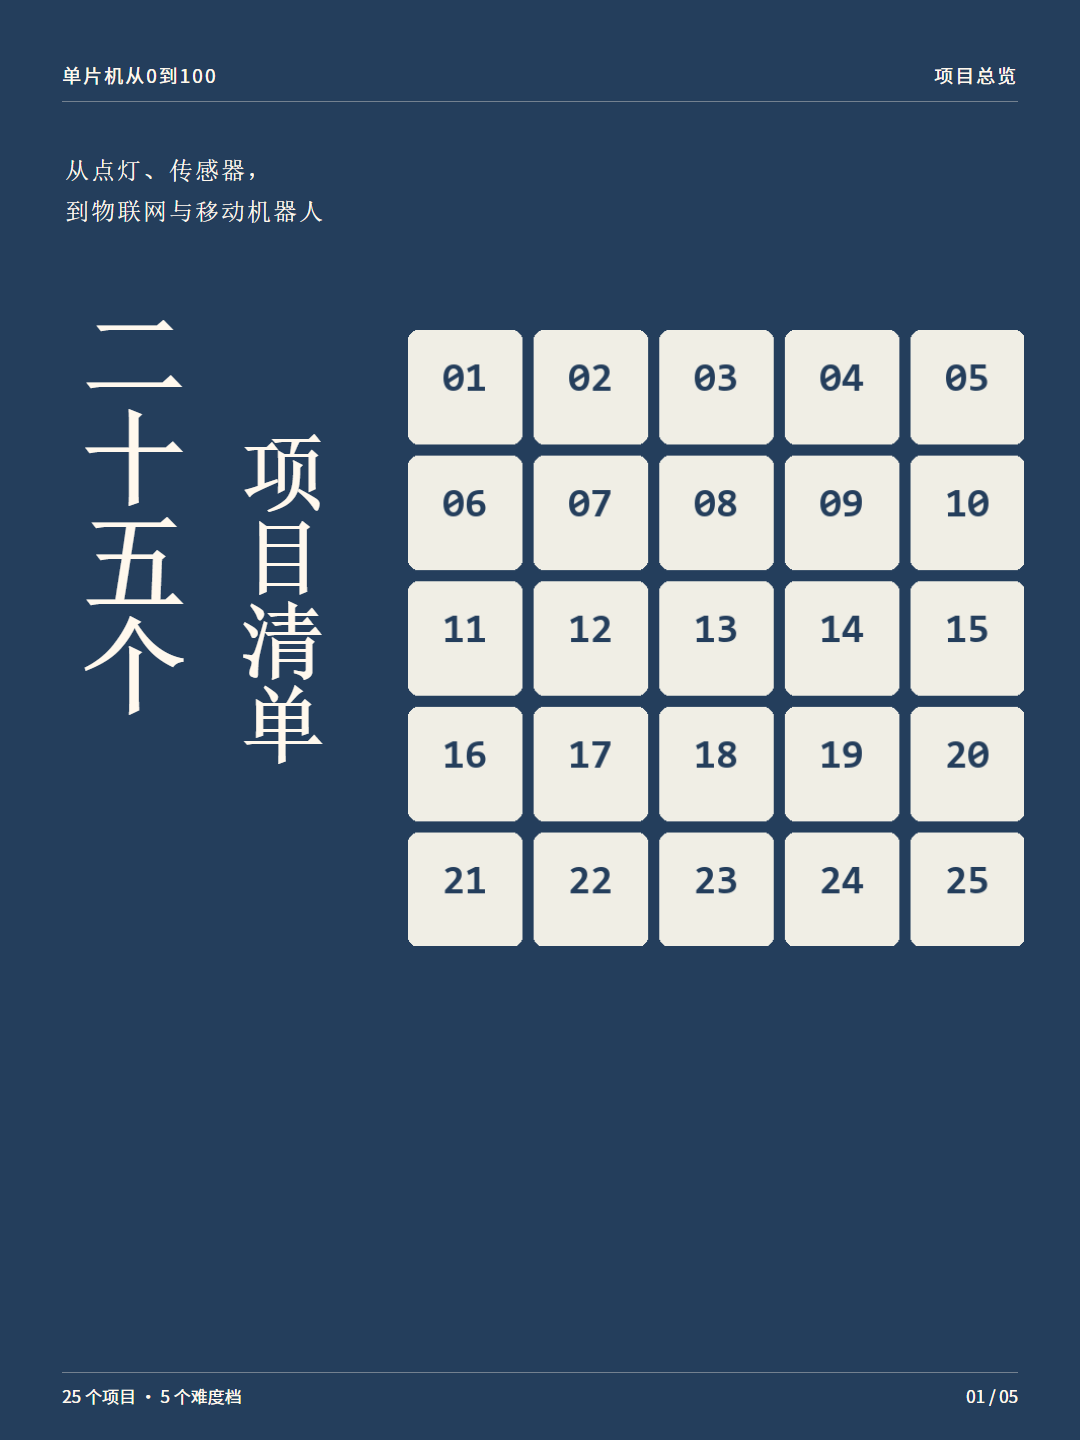 单片机从0到100
项目总览
从点灯、传感器，
到物联网与移动机器人
二十五个
项目清单
01 02 03 04 05
06 07 08 09 10
11 12 13 14 15
16 17 18 19 20
21 22 23 24 25
25 个项目 · 5 个难度档
01 / 05